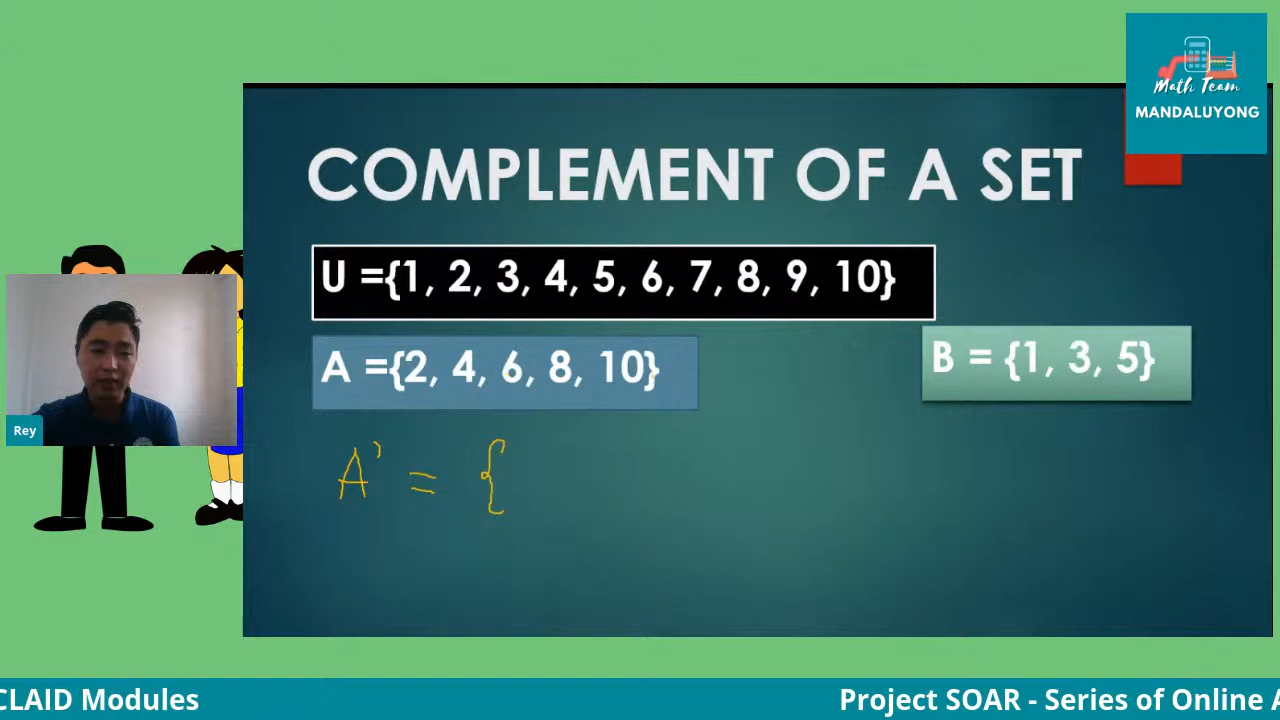 Math Team
MANDALUYONG
COMPLEMENT OF A SET
U ={1, 2, 3, 4, 5, 6, 7, 8, 9, 10}
A ={2, 4, 6, 8, 10}
B = {1, 3, 5}
A' = {
Rey
CLAID Modules
Project SOAR - Series of Online A